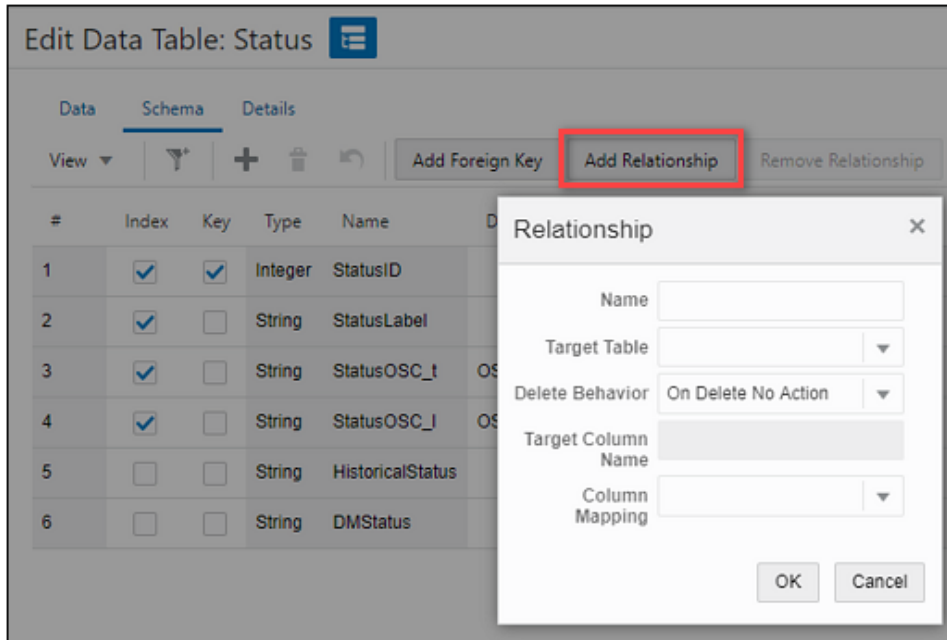 Edit Data Table: Status
Data Schema Details
View Add Foreign Key Add Relationship Remove Relationship
# Index Key Type Name D
1 Integer StatusID
2 String StatusLabel
3 String StatusOSC_t OS
4 String StatusOSC_l OS
5 String HistoricalStatus
6 String DMStatus
Relationship
Name
Target Table
Delete Behavior On Delete No Action
Target Column
Name
Column
Mapping
OK Cancel